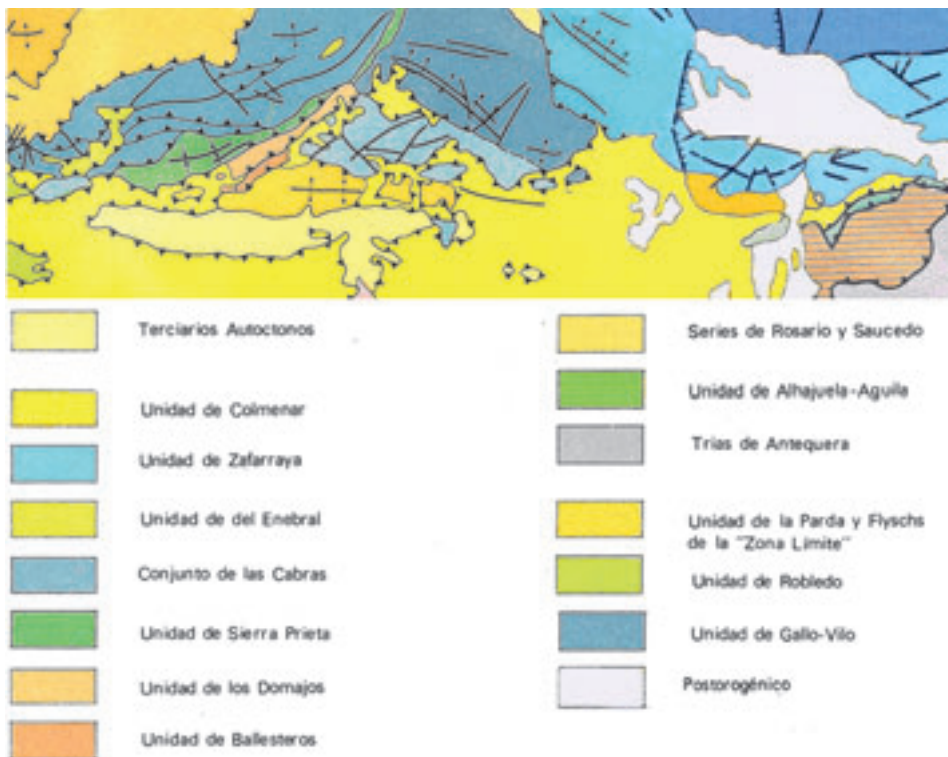 Terciarios Autoctonos
Unidad de Colmenar
Unidad de Zafarraya
Unidad de del Enebral
Conjunto de las Cabras
Unidad de Sierra Prieta
Unidad de los Domajos
Unidad de Ballesteros
Series de Rosario y Saucedo
Unidad de Alhajuela-Aguila
Trias de Antequera
Unidad de la Parda y Flyschs
de la "Zona Límite"
Unidad de Robledo
Unidad de Gallo-Vilo
Postorogénico